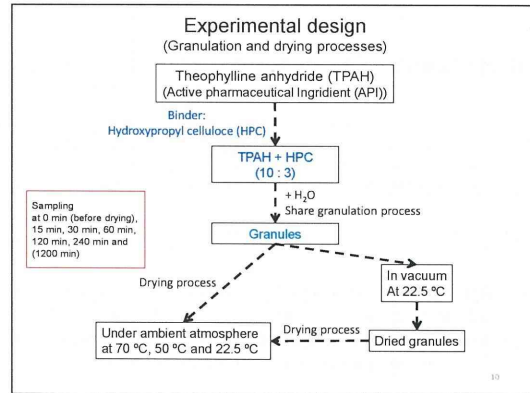 Experimental design
(Granulation and drying processes)
Theophylline anhydride (TPAH)
(Active pharmaceutical Ingridient (API))
Binder:
Hydroxypropyl celluloce (HPC)
TPAH + HPC
(10 : 3)
+ H₂O
Share granulation process
Sampling
at 0 min (before drying),
15 min, 30 min, 60 min,
120 min, 240 min and
(1200 min)
Granules
Drying process
In vacuum
At 22.5 ºC
Under ambient atmosphere
at 70 ºC, 50 ºC and 22.5 ºC
Drying process
Dried granules
10